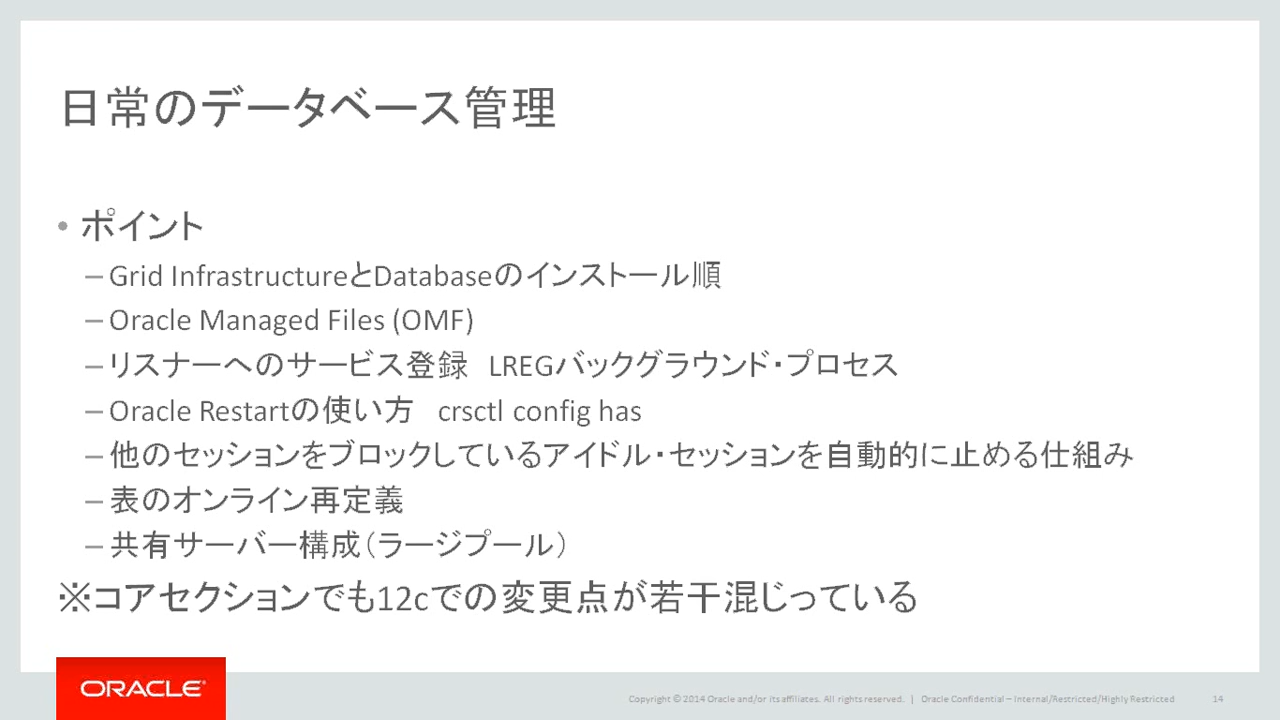 日常のデータベース管理
• ポイント
– Grid InfrastructureとDatabaseのインストール順
– Oracle Managed Files (OMF)
– リスナーへのサービス登録　LREGバックグラウンド・プロセス
– Oracle Restartの使い方　crsctl config has
– 他のセッションをブロックしているアイドル・セッションを自動的に止める仕組み
– 表のオンライン再定義
– 共有サーバー構成（ラージプール）
※コアセクションでも12cでの変更点が若干混じっている
ORACLE®
Copyright © 2014 Oracle and/or its affiliates. All rights reserved. | Oracle Confidential – Internal/Restricted/Highly Restricted 14